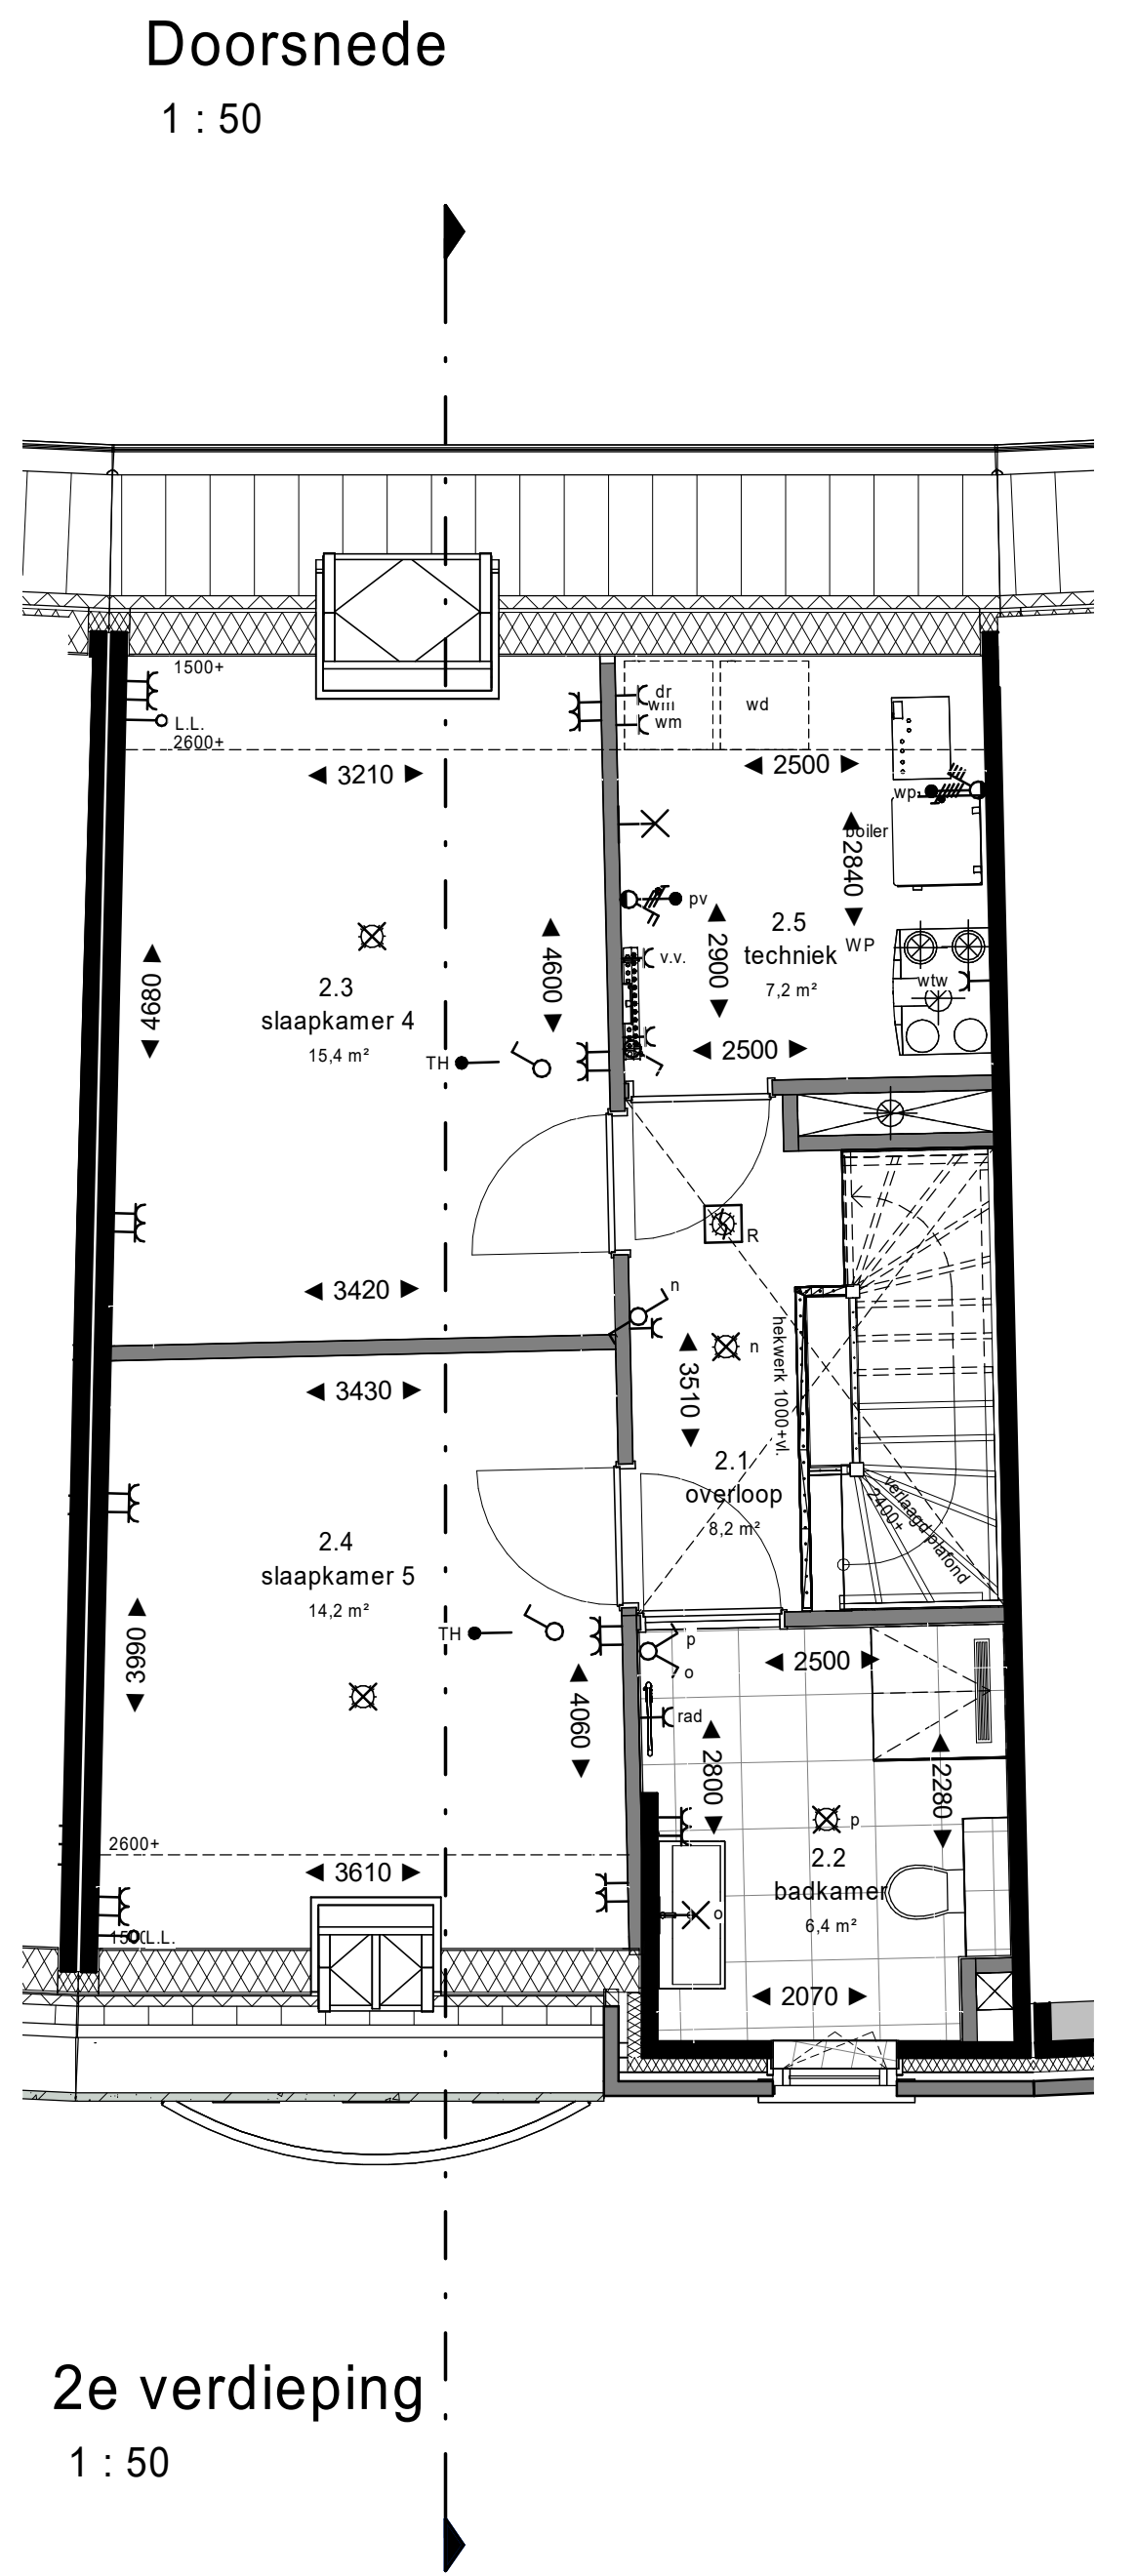 Doorsnede
1 : 50
1500+
L.L.
2600+
dr
wm
wm
wd
3210
2500
wp
boiler
2840
pv
4680
4600
2900
2.5
techniek
7,2 m²
WP
v.v.
wtw
2.3
slaapkamer 4
15,4 m²
TH
2500
R
3420
n
n
hekwerk 1000+vl.
3510
3430
2.1
overloop
8,2 m²
verlaagd plafond
2400+
2.4
slaapkamer 5
14,2 m²
3990
TH
p
o
2500
rad
4060
2800
2280
p
2.2
badkamer
6,4 m²
2600+
3610
o
L.L.
2070
2e verdieping
1 : 50